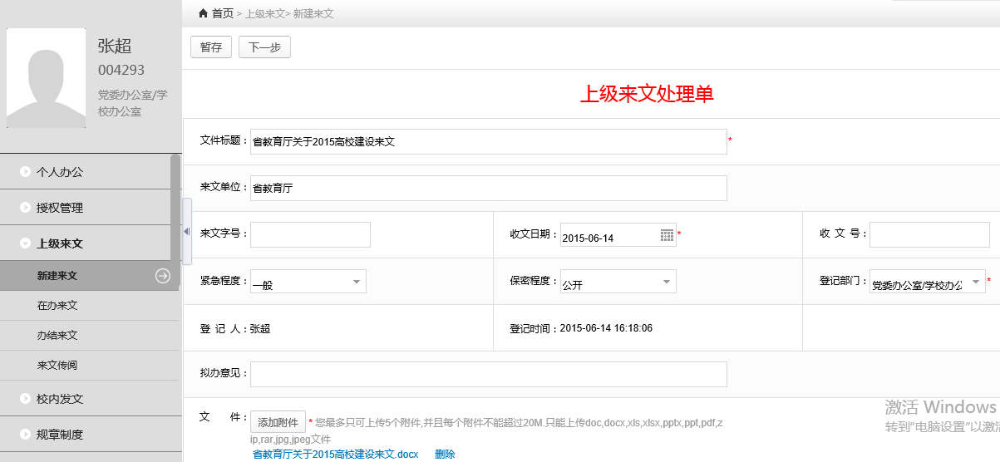 首页 > 上级来文> 新建来文
张超
004293
党委办公室/学
校办公室
个人办公
授权管理
上级来文
新建来文
在办来文
办结来文
来文传阅
校内发文
规章制度
暂存 下一步
上级来文处理单
文件标题： 省教育厅关于2015高校建设来文 *
来文单位： 省教育厅
来文字号： 收文日期： 2015-06-14 * 收 文 号：
紧急程度： 一般 保密程度： 公开 登记部门： 党委办公室/学校办公 *
登 记 人： 张超 登记时间： 2015-06-14 16:18:06
拟办意见：
文 件： 添加附件 * 您最多只可上传5个附件,并且每个附件不能超过20M.只能上传doc,docx,xls,xlsx,pptx,ppt,pdf,z
ip,rar,jpg,jpeg文件
省教育厅关于2015高校建设来文.docx 删除
激活 Windows
转到"电脑设置"以激